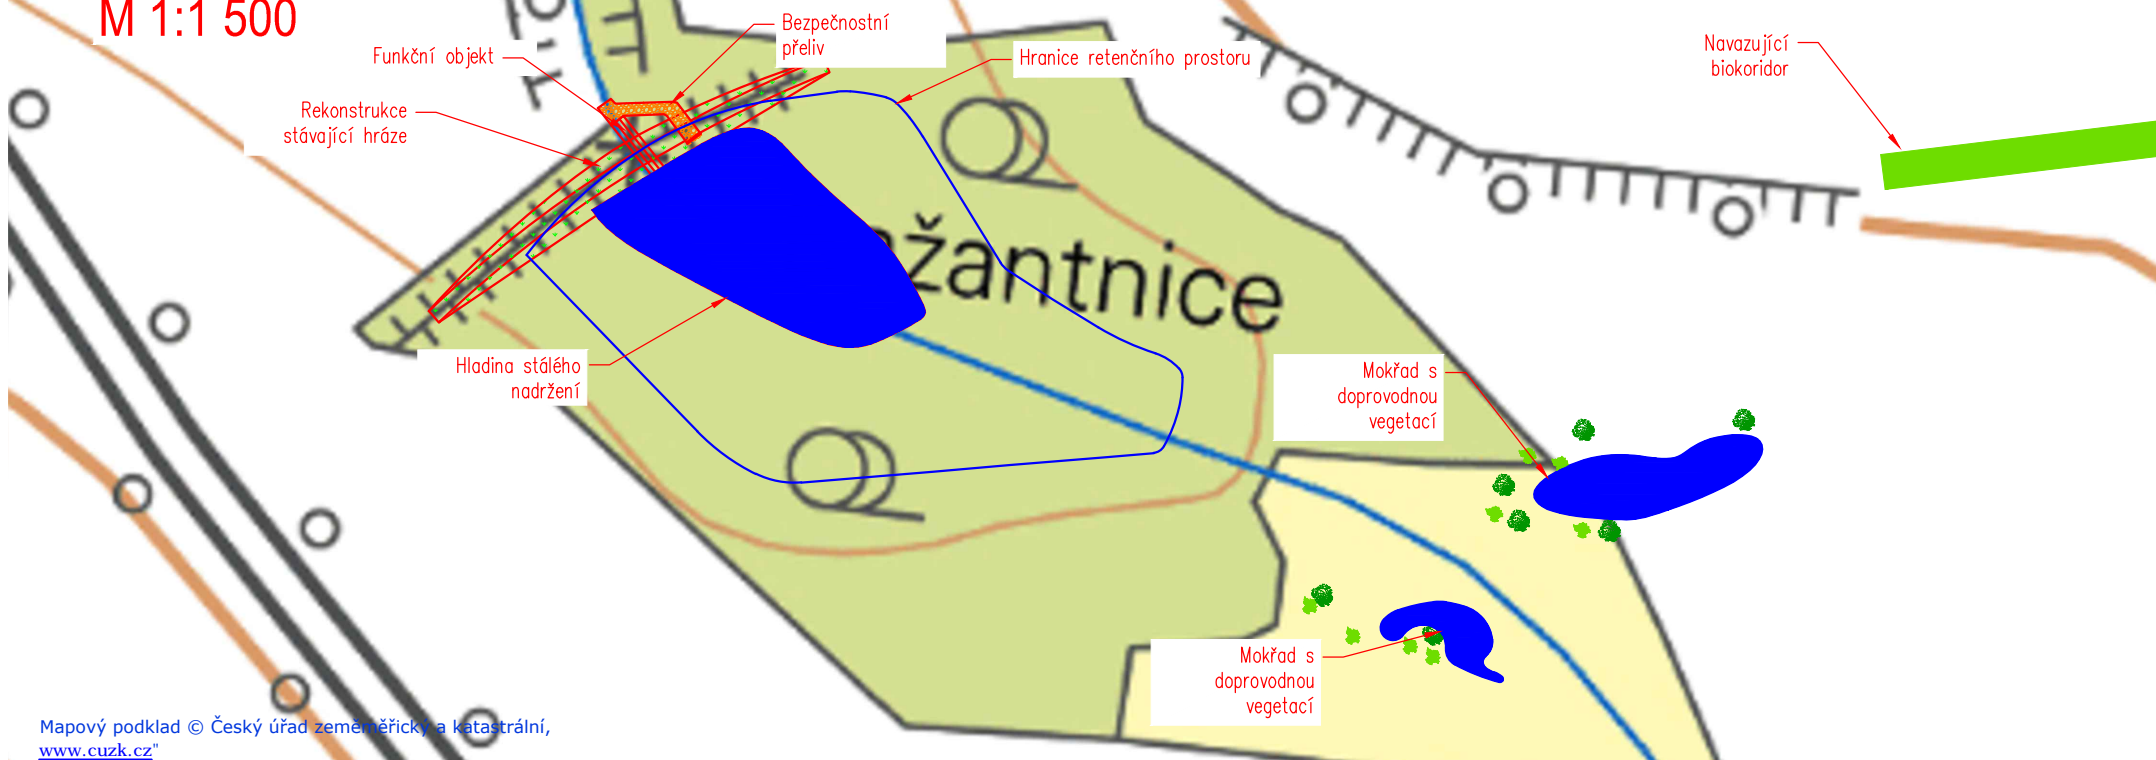 M 1:1 500
Bezpečnostní
přeliv
Funkční objekt
Hranice retenčního prostoru
Navazující
biokoridor
Rekonstrukce
stávající hráze
žantnice
Hladina stálého
nadržení
Mokřad s
doprovodnou
vegetací
Mokřad s
doprovodnou
vegetací
Mapový podklad © Český úřad zeměměřický a katastrální,
www.cuzk.cz"